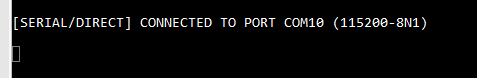 [SERIAL/DIRECT] CONNECTED TO PORT COM10 (115200-8N1)